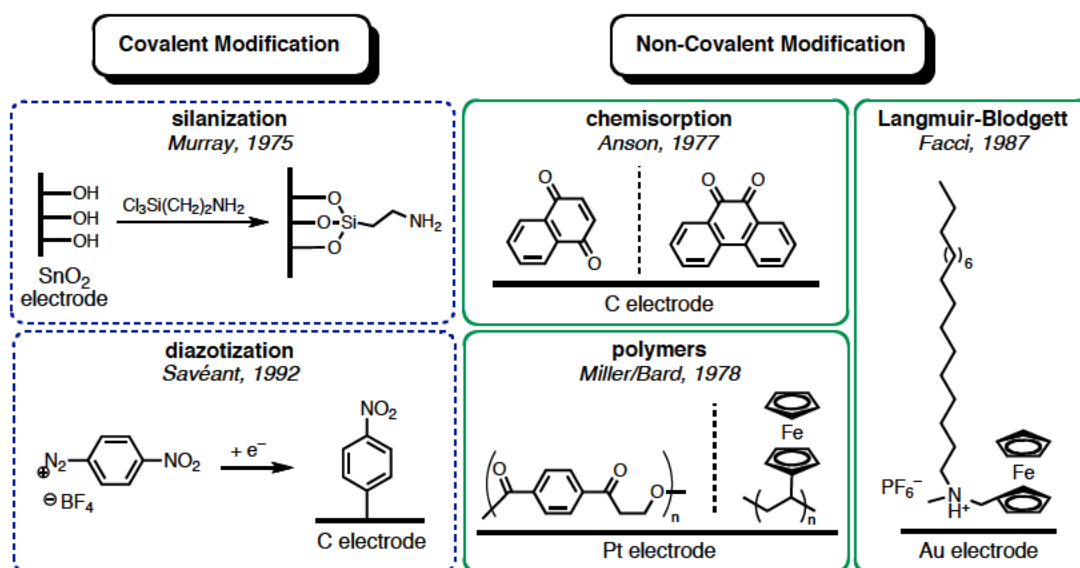 Covalent Modification
Non-Covalent Modification
silanization
Murray, 1975
OH
OH
OH
Cl₃Si(CH₂)₂NH₂
O
O
Si
O
NH₂
SnO₂
electrode
chemisorption
Anson, 1977
O
O
O
O
C electrode
Langmuir-Blodgett
Facci, 1987
( )₆
Fe
PF₆⁻
N
H⁺
Au electrode
diazotization
Savéant, 1992
N₂
⊕
NO₂
⊖BF₄
+ e⁻
NO₂
C electrode
polymers
Miller/Bard, 1978
O
O
O
n
Fe
n
Pt electrode